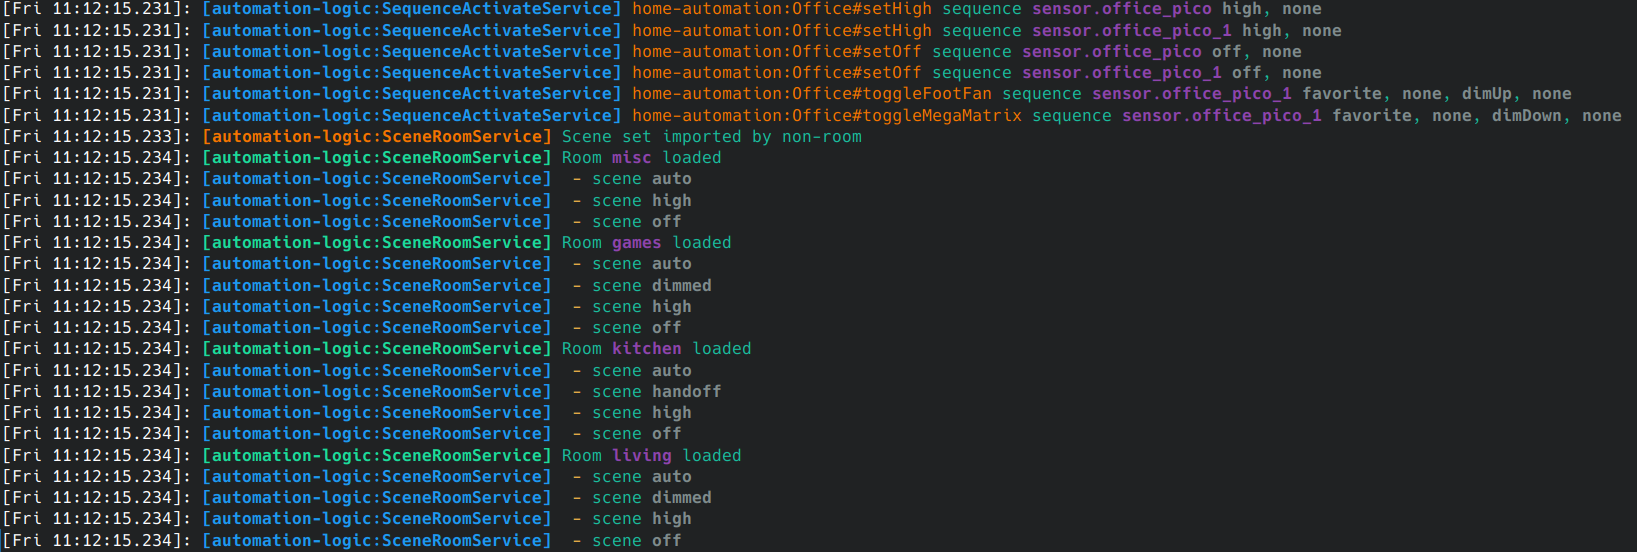 [Fri 11:12:15.231]: [automation-logic:SequenceActivateService] home-automation:Office#setHigh sequence sensor.office_pico high, none
[Fri 11:12:15.231]: [automation-logic:SequenceActivateService] home-automation:Office#setHigh sequence sensor.office_pico_1 high, none
[Fri 11:12:15.231]: [automation-logic:SequenceActivateService] home-automation:Office#setOff sequence sensor.office_pico off, none
[Fri 11:12:15.231]: [automation-logic:SequenceActivateService] home-automation:Office#setOff sequence sensor.office_pico_1 off, none
[Fri 11:12:15.231]: [automation-logic:SequenceActivateService] home-automation:Office#toggleFootFan sequence sensor.office_pico_1 favorite, none, dimUp, none
[Fri 11:12:15.231]: [automation-logic:SequenceActivateService] home-automation:Office#toggleMegaMatrix sequence sensor.office_pico_1 favorite, none, dimDown, none
[Fri 11:12:15.233]: [automation-logic:SceneRoomService] Scene set imported by non-room
[Fri 11:12:15.234]: [automation-logic:SceneRoomService] Room misc loaded
[Fri 11:12:15.234]: [automation-logic:SceneRoomService]  - scene auto
[Fri 11:12:15.234]: [automation-logic:SceneRoomService]  - scene high
[Fri 11:12:15.234]: [automation-logic:SceneRoomService]  - scene off
[Fri 11:12:15.234]: [automation-logic:SceneRoomService] Room games loaded
[Fri 11:12:15.234]: [automation-logic:SceneRoomService]  - scene auto
[Fri 11:12:15.234]: [automation-logic:SceneRoomService]  - scene dimmed
[Fri 11:12:15.234]: [automation-logic:SceneRoomService]  - scene high
[Fri 11:12:15.234]: [automation-logic:SceneRoomService]  - scene off
[Fri 11:12:15.234]: [automation-logic:SceneRoomService] Room kitchen loaded
[Fri 11:12:15.234]: [automation-logic:SceneRoomService]  - scene auto
[Fri 11:12:15.234]: [automation-logic:SceneRoomService]  - scene handoff
[Fri 11:12:15.234]: [automation-logic:SceneRoomService]  - scene high
[Fri 11:12:15.234]: [automation-logic:SceneRoomService]  - scene off
[Fri 11:12:15.234]: [automation-logic:SceneRoomService] Room living loaded
[Fri 11:12:15.234]: [automation-logic:SceneRoomService]  - scene auto
[Fri 11:12:15.234]: [automation-logic:SceneRoomService]  - scene dimmed
[Fri 11:12:15.234]: [automation-logic:SceneRoomService]  - scene high
[Fri 11:12:15.234]: [automation-logic:SceneRoomService]  - scene off